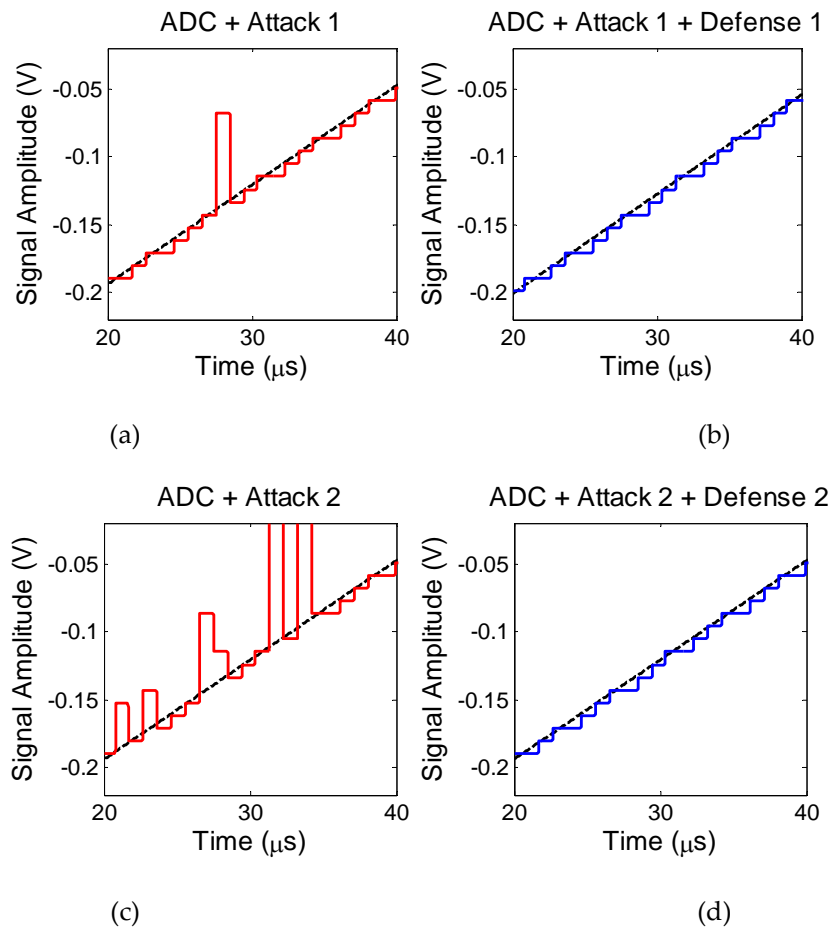 ADC + Attack 1
ADC + Attack 1 + Defense 1
Signal Amplitude (V)
-0.05
-0.1
-0.15
-0.2
20
30
40
Time (μs)
Signal Amplitude (V)
-0.05
-0.1
-0.15
-0.2
20
30
40
Time (μs)
(a)
(b)
ADC + Attack 2
ADC + Attack 2 + Defense 2
Signal Amplitude (V)
-0.05
-0.1
-0.15
-0.2
20
30
40
Time (μs)
Signal Amplitude (V)
-0.05
-0.1
-0.15
-0.2
20
30
40
Time (μs)
(c)
(d)